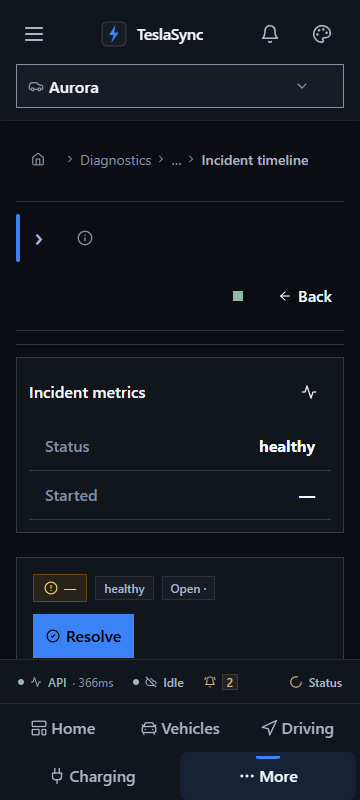 TeslaSync
Aurora
Diagnostics ... Incident timeline
Back
Incident metrics
Status healthy
Started —
— healthy Open ·
Resolve
API · 366ms Idle 2 Status
Home Vehicles Driving
Charging More